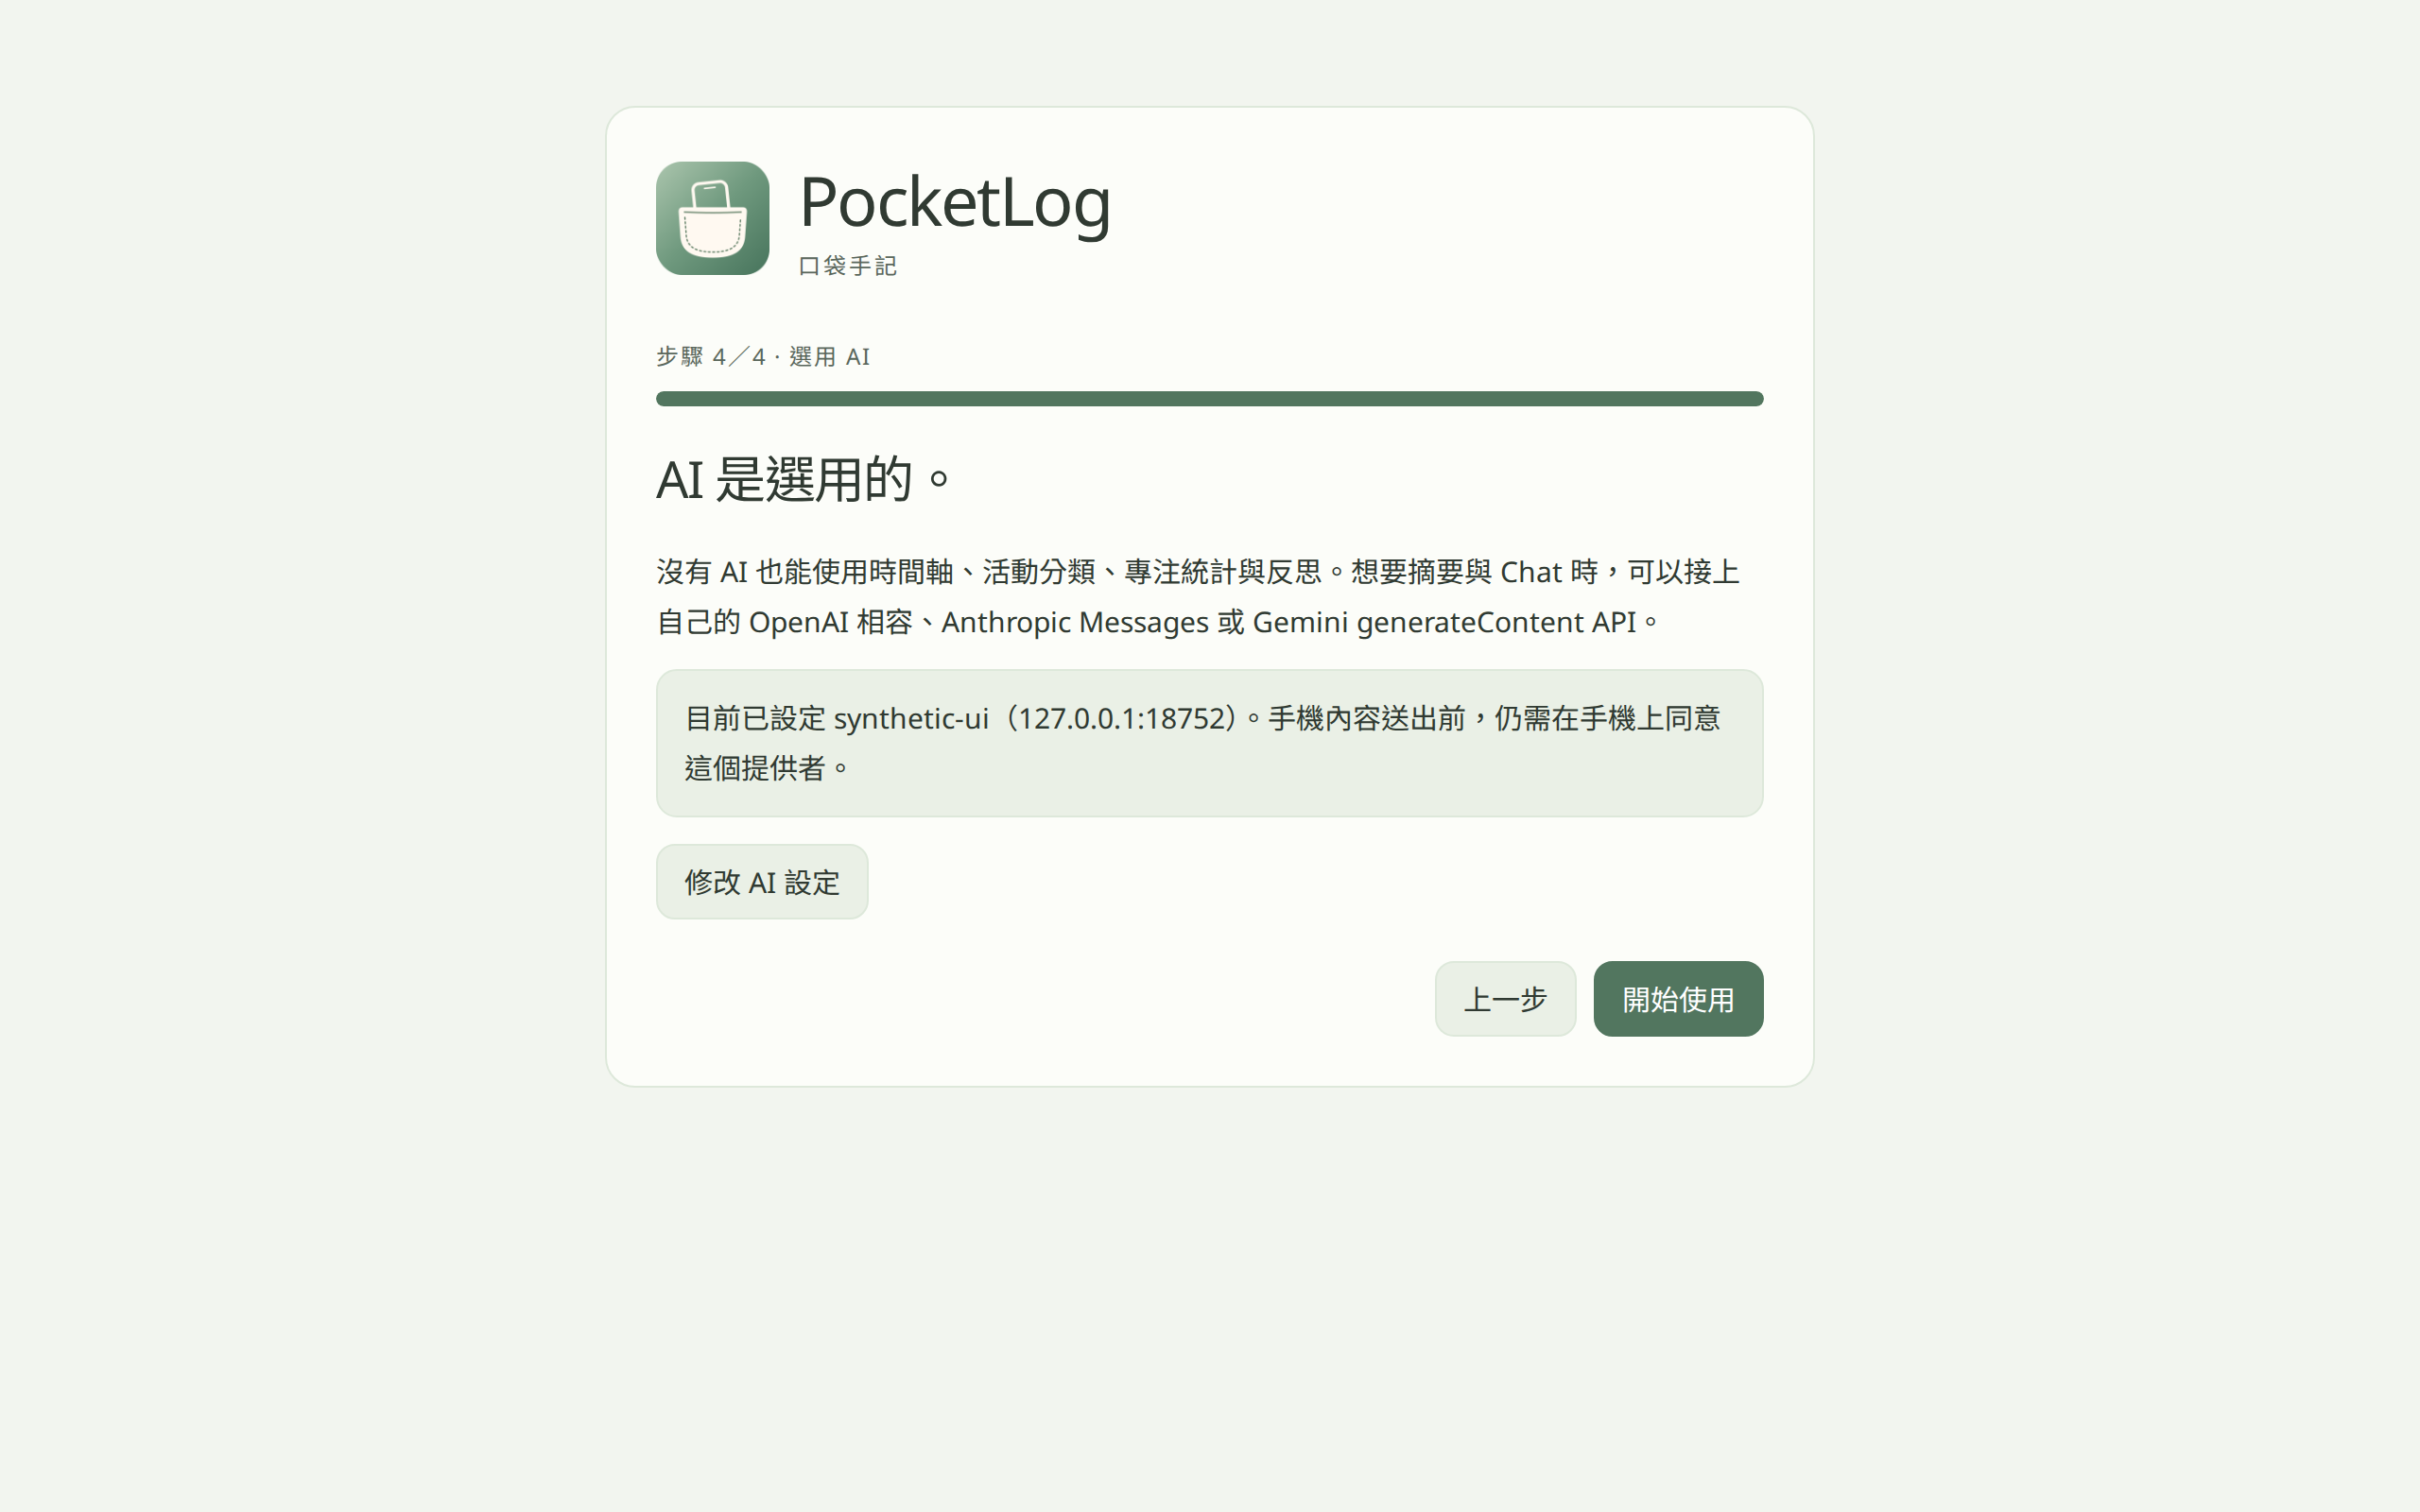 PocketLog
口袋手記
步驟 4／4 · 選用 AI
AI 是選用的。
沒有 AI 也能使用時間軸、活動分類、專注統計與反思。想要摘要與 Chat 時，可以接上
自己的 OpenAI 相容、Anthropic Messages 或 Gemini generateContent API。
目前已設定 synthetic-ui（127.0.0.1:18752）。手機內容送出前，仍需在手機上同意
這個提供者。
修改 AI 設定
上一步
開始使用